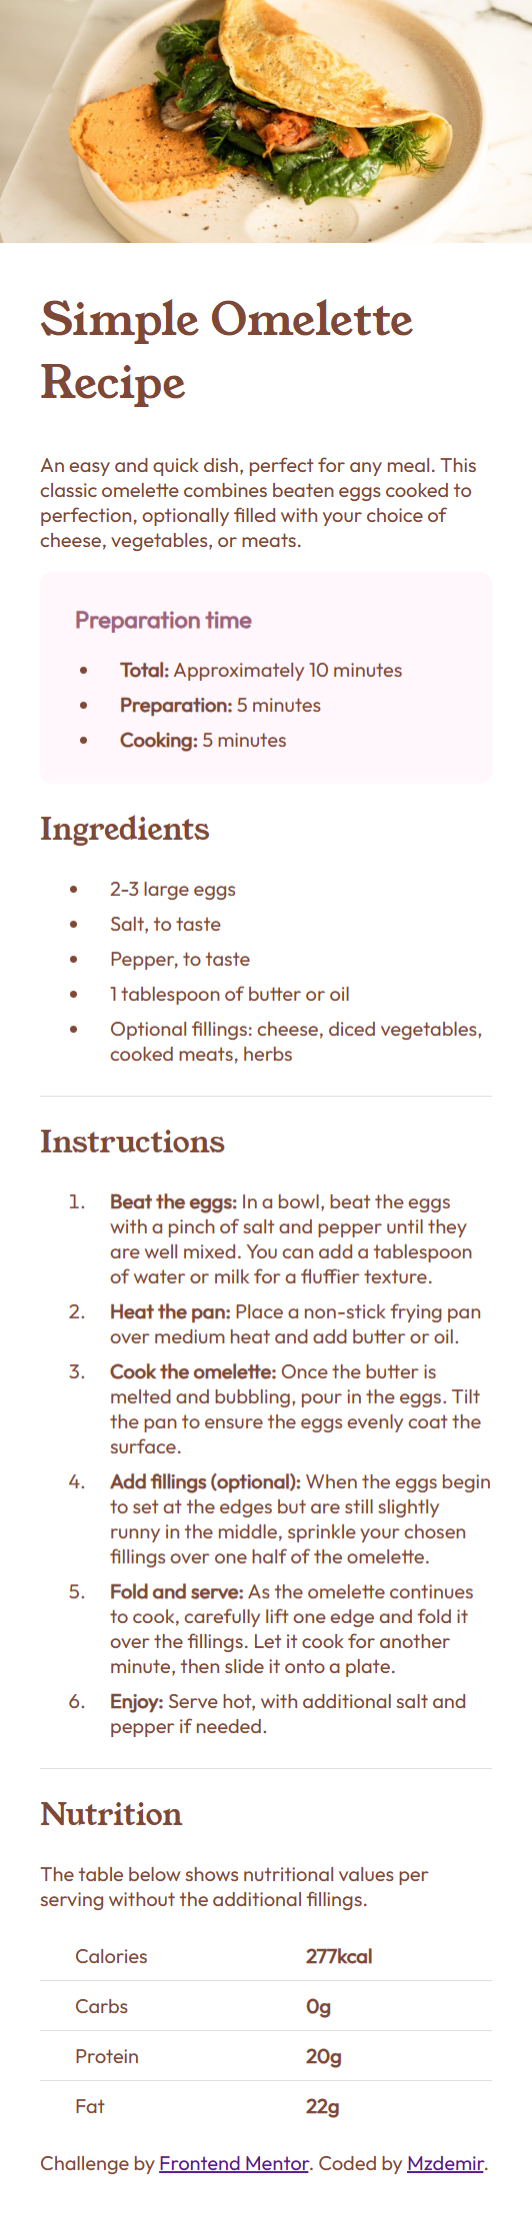 Simple Omelette
Recipe
An easy and quick dish, perfect for any meal. This
classic omelette combines beaten eggs cooked to
perfection, optionally filled with your choice of
cheese, vegetables, or meats.
Preparation time
• Total: Approximately 10 minutes
• Preparation: 5 minutes
• Cooking: 5 minutes
Ingredients
• 2-3 large eggs
• Salt, to taste
• Pepper, to taste
• 1 tablespoon of butter or oil
• Optional fillings: cheese, diced vegetables,
cooked meats, herbs
Instructions
1. Beat the eggs: In a bowl, beat the eggs
with a pinch of salt and pepper until they
are well mixed. You can add a tablespoon
of water or milk for a fluffier texture.
2. Heat the pan: Place a non-stick frying pan
over medium heat and add butter or oil.
3. Cook the omelette: Once the butter is
melted and bubbling, pour in the eggs. Tilt
the pan to ensure the eggs evenly coat the
surface.
4. Add fillings (optional): When the eggs begin
to set at the edges but are still slightly
runny in the middle, sprinkle your chosen
fillings over one half of the omelette.
5. Fold and serve: As the omelette continues
to cook, carefully lift one edge and fold it
over the fillings. Let it cook for another
minute, then slide it onto a plate.
6. Enjoy: Serve hot, with additional salt and
pepper if needed.
Nutrition
The table below shows nutritional values per
serving without the additional fillings.
Calories 277kcal
Carbs 0g
Protein 20g
Fat 22g
Challenge by Frontend Mentor. Coded by Mzdemir.